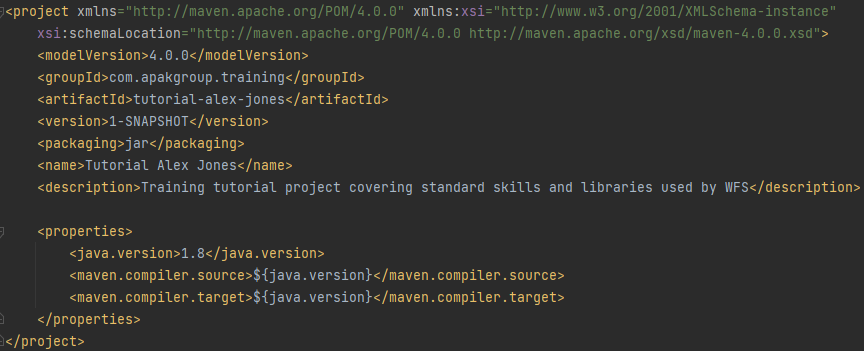 <project xmlns="http://maven.apache.org/POM/4.0.0" xmlns:xsi="http://www.w3.org/2001/XMLSchema-instance"
xsi:schemaLocation="http://maven.apache.org/POM/4.0.0 http://maven.apache.org/xsd/maven-4.0.0.xsd">
<modelVersion>4.0.0</modelVersion>
<groupId>com.apakgroup.training</groupId>
<artifactId>tutorial-alex-jones</artifactId>
<version>1-SNAPSHOT</version>
<packaging>jar</packaging>
<name>Tutorial Alex Jones</name>
<description>Training tutorial project covering standard skills and libraries used by WFS</description>
<properties>
<java.version>1.8</java.version>
<maven.compiler.source>${java.version}</maven.compiler.source>
<maven.compiler.target>${java.version}</maven.compiler.target>
</properties>
</project>